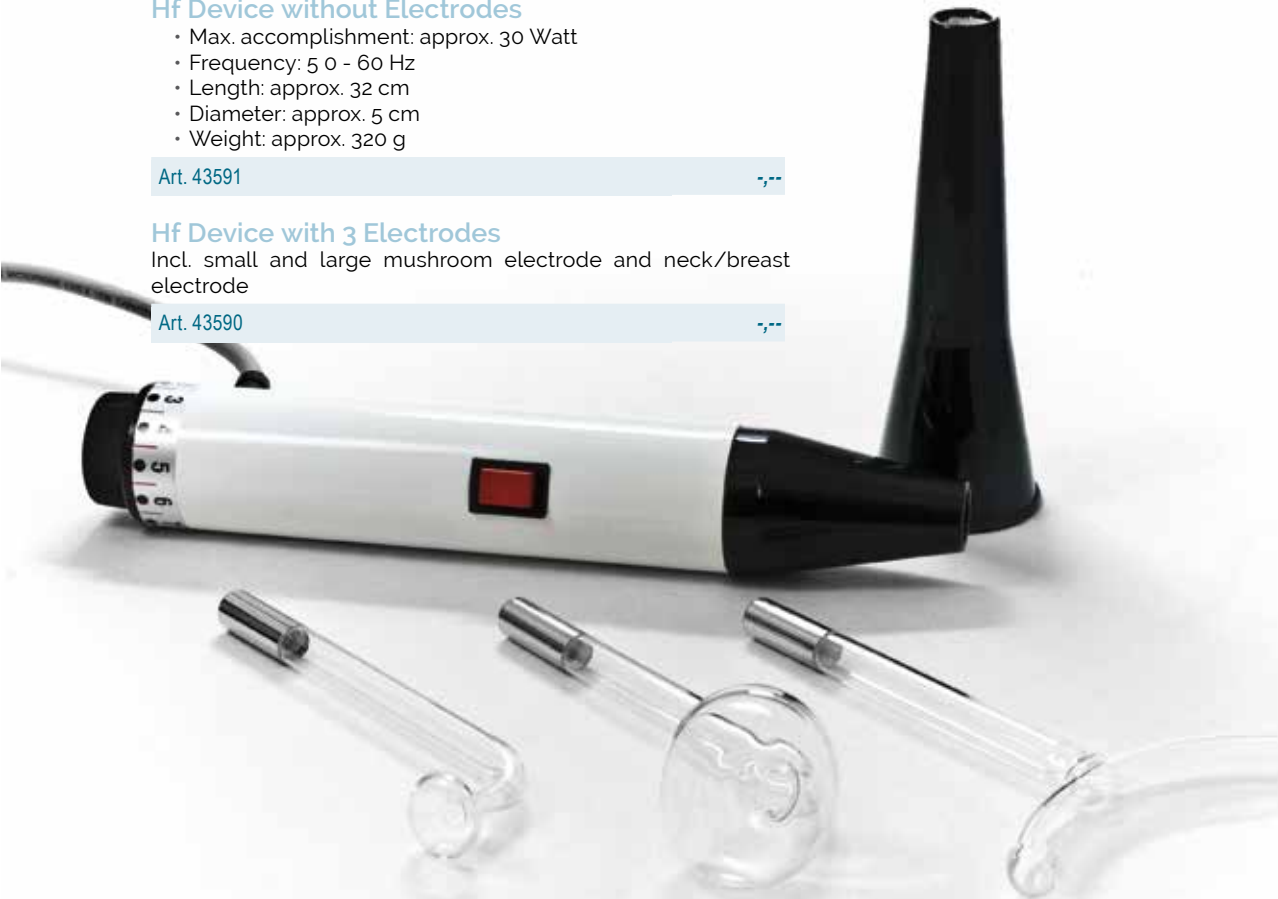 Hf Device without Electrodes
• Max. accomplishment: approx. 30 Watt
• Frequency: 5 0 - 60 Hz
• Length: approx. 32 cm
• Diameter: approx. 5 cm
• Weight: approx. 320 g
Art. 43591 -,--
Hf Device with 3 Electrodes
Incl. small and large mushroom electrode and neck/breast
electrode
Art. 43590 -,--
3
4
5
6